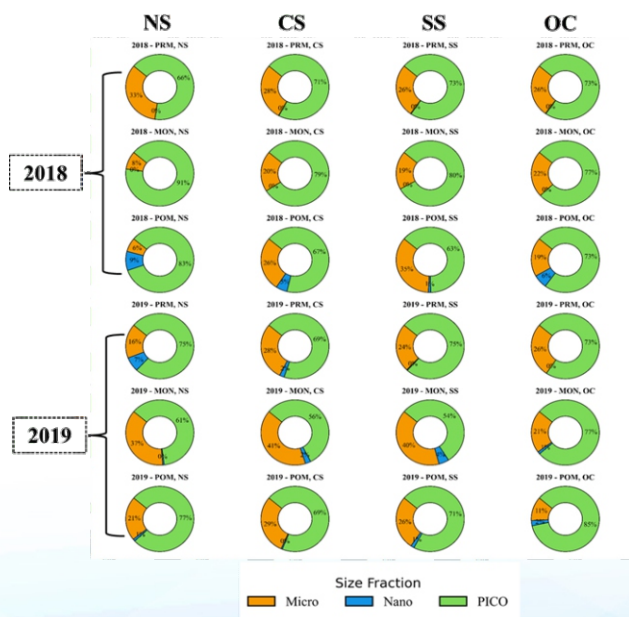 NS CS SS OC
2018 - PRM, NS 2018 - PRM, CS 2018 - PRM, SS 2018 - PRM, OC
33% 66% 0% 28% 71% 0% 26% 73% 0% 26% 73% 0%
2018 - MON, NS 2018 - MON, CS 2018 - MON, SS 2018 - MON, OC
8% 0% 91% 20% 0% 79% 19% 0% 80% 22% 0% 77%
2018
2018 - POM, NS 2018 - POM, CS 2018 - POM, SS 2018 - POM, OC
6% 9% 83% 26% 67% 33% 63% 19% 73%
2019 - PRM, NS 2019 - PRM, CS 2019 - PRM, SS 2019 - PRM, OC
16% 7% 75% 28% 69% 24% 0% 75% 26% 0% 73%
2019 - MON, NS 2019 - MON, CS 2019 - MON, SS 2019 - MON, OC
37% 0% 61% 41% 56% 40% 54% 21% 77%
2019
2019 - POM, NS 2019 - POM, CS 2019 - POM, SS 2019 - POM, OC
21% 77% 29% 0% 69% 26% 71% 11% 85%
Size Fraction
Micro Nano PICO